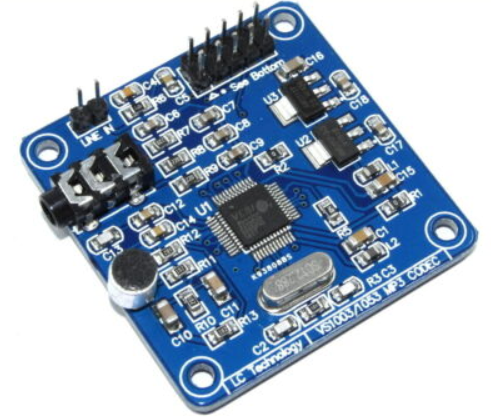 C4
R5
C5
▲ • See Bottom
C16
LINE IN
C6
R7
C7
C8
U3
C18
R8
C9
R9
R2
U2
C17
L1
C15
U1
R1
C12
C14
C13
R12
C1
L2
R11
R10
C11
C10
R13
C2
R3 C3
LC Technology
VS1003/1053 MP3 CODEC